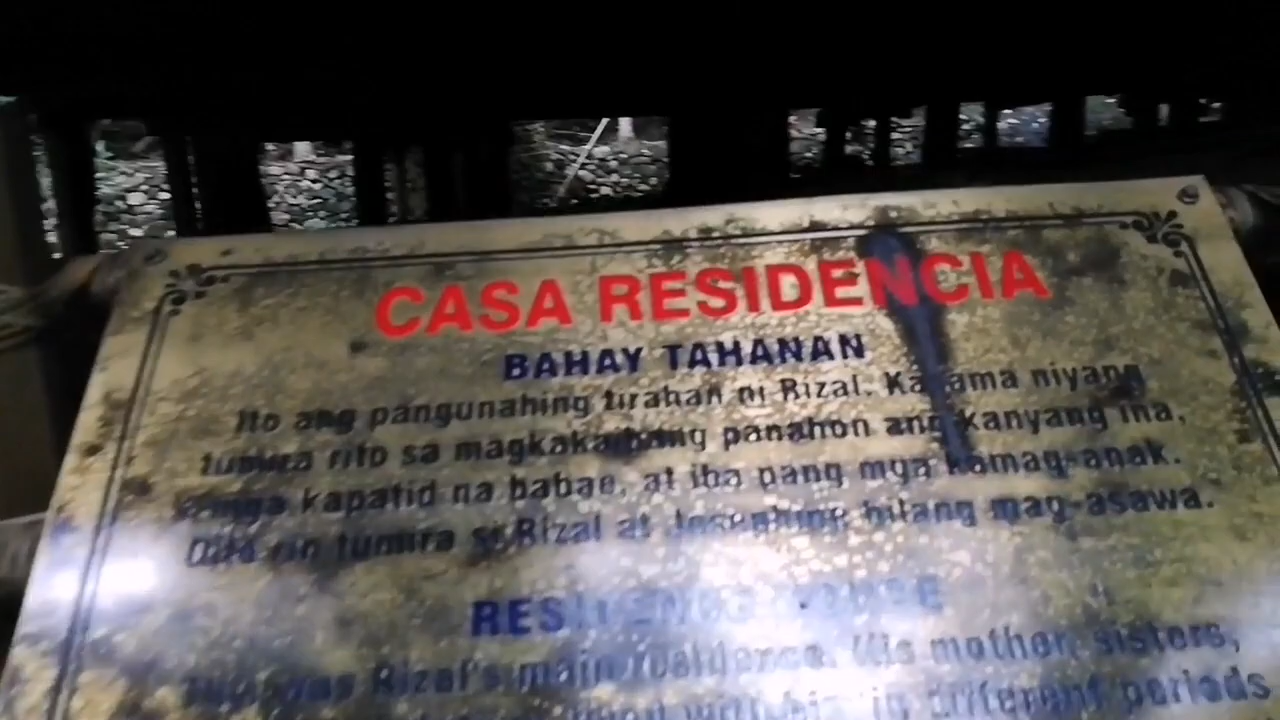 CASA RESIDENCIA
BAHAY TAHANAN
Ito ang pangunahing tirahan ni Rizal. Kasama niyang
tumira rito sa magkakaibang panahon ang kanyang ina,
mga kapatid na babae, at iba pang mga kamag-anak.
Dito rin tumira si Rizal at Josephine bilang mag-asawa.
RESIDENCE HOUSE
This was Rizal's main residence. His mother, sisters,
with him in different periods